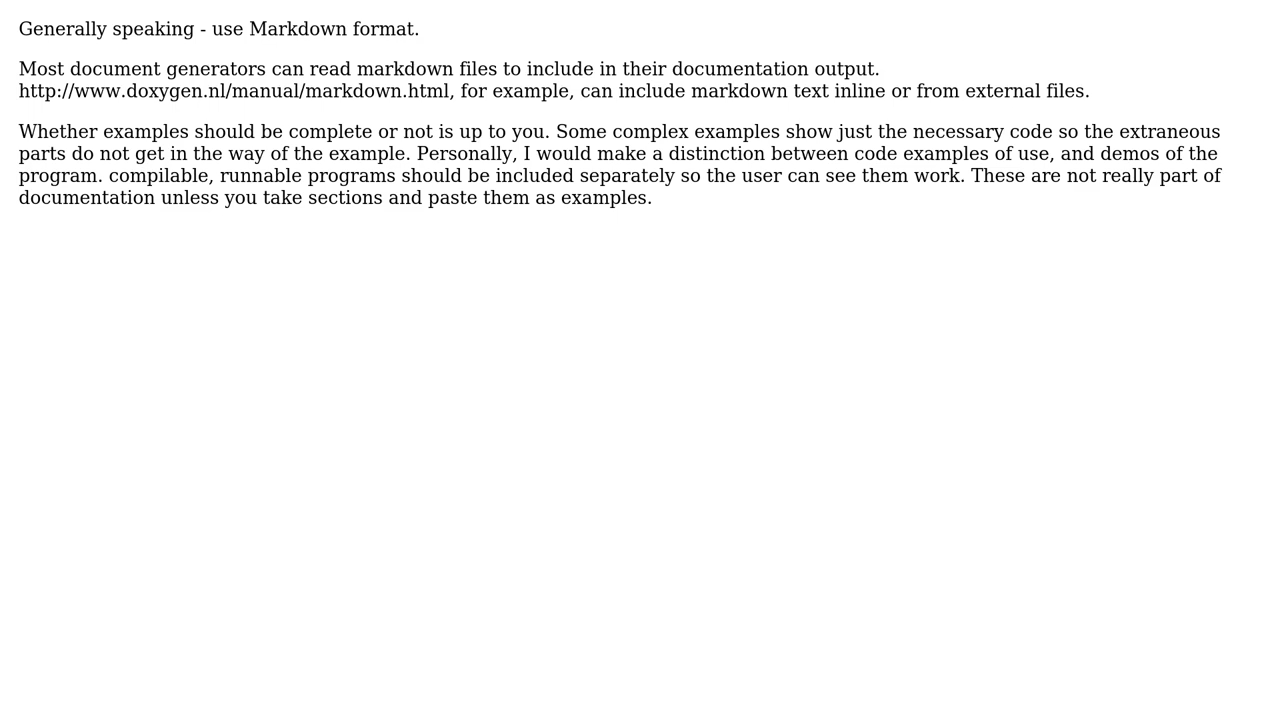 Generally speaking - use Markdown format.
Most document generators can read markdown files to include in their documentation output.
http://www.doxygen.nl/manual/markdown.html, for example, can include markdown text inline or from external files.
Whether examples should be complete or not is up to you. Some complex examples show just the necessary code so the extraneous
parts do not get in the way of the example. Personally, I would make a distinction between code examples of use, and demos of the
program. compilable, runnable programs should be included separately so the user can see them work. These are not really part of
documentation unless you take sections and paste them as examples.